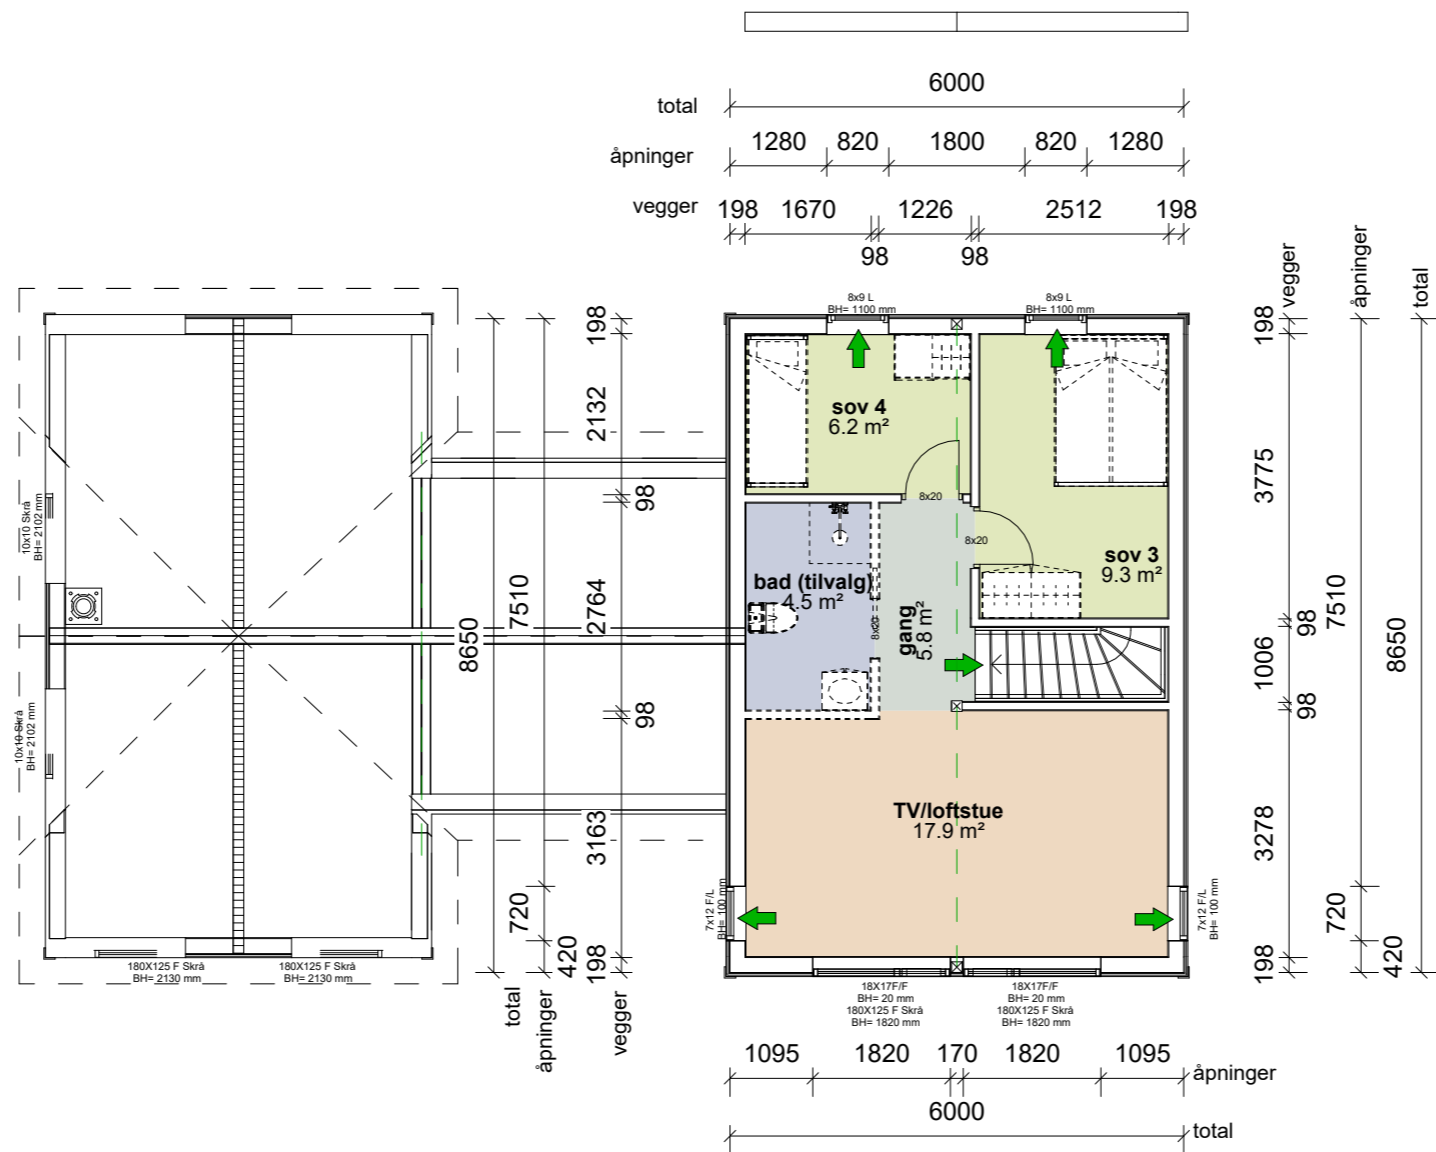 6000
total
1280 820 1800 820 1280
åpninger
198 1670 1226 2512 198
vegger
98 98
vegger
åpninger
total
8x9 L
BH= 1100 mm
8x9 L
BH= 1100 mm
198
2132
98
2764
98
3163
198
7510
720
420
8650
total
åpninger
vegger
198
3775
98
1006
98
3278
198
7510
720
420
8650
sov 4
6.2 m²
8x20
8x20
sov 3
9.3 m²
bad (tilvalg)
4.5 m²
8x20
gang
5.8 m²
TV/loftstue
17.9 m²
10x10 Skrå
BH= 2102 mm
10x10 Skrå
BH= 2102 mm
7x12 F/L
BH= 100 mm
7x12 F/L
BH= 100 mm
180X125 F Skrå
BH= 2130 mm
180X125 F Skrå
BH= 2130 mm
18X17F/F
BH= 20 mm
180X125 F Skrå
BH= 1820 mm
18X17F/F
BH= 20 mm
180X125 F Skrå
BH= 1820 mm
1095 1820 170 1820 1095
åpninger
6000
total